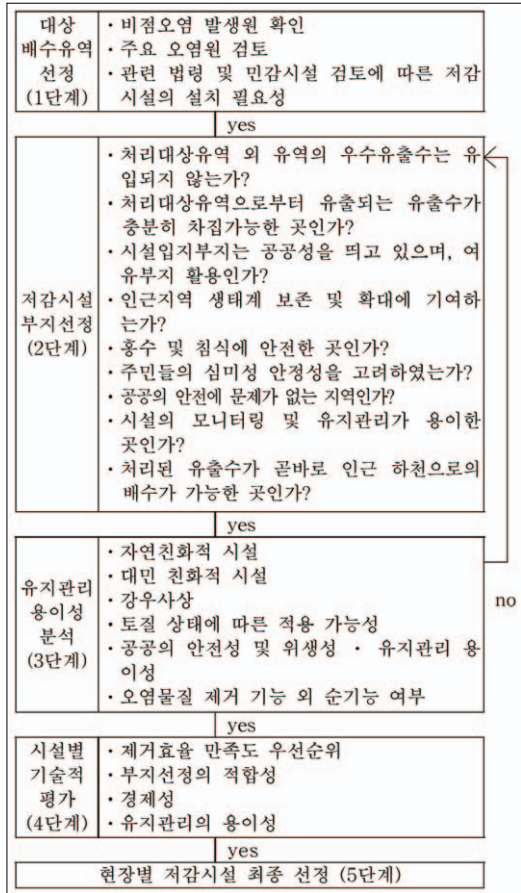 대상
배수유역
선정
(1단계)
· 비점오염 발생원 확인
· 주요 오염원 검토
· 관련 법령 및 민감시설 검토에 따른 저감
시설의 설치 필요성
yes
저감시설
부지선정
(2단계)
· 처리대상유역 외 유역의 우수유출수는 유
입되지 않는가?
· 처리대상유역으로부터 유출되는 유출수가
충분히 차집가능한 곳인가?
· 시설입지부지는 공공성을 띄고 있으며, 여
유부지 활용인가?
· 인근지역 생태계 보존 및 확대에 기여하
는가?
· 홍수 및 침식에 안전한 곳인가?
· 주민들의 심미성 안정성을 고려하였는가?
· 공공의 안전에 문제가 없는 지역인가?
· 시설의 모니터링 및 유지관리가 용이한
곳인가?
· 처리된 유출수가 곧바로 인근 하천으로의
배수가 가능한 곳인가?
yes
유지관리
용이성
분석
(3단계)
· 자연친화적 시설
· 대민 친화적 시설
· 강우사상
· 토질 상태에 따른 적용 가능성
· 공공의 안전성 및 위생성 · 유지관리 용
이성
· 오염물질 제거 기능 외 순기능 여부
no
yes
시설별
기술적
평가
(4단계)
· 제거효율 만족도 우선순위
· 부지선정의 적합성
· 경제성
· 유지관리의 용이성
yes
현장별 저감시설 최종 선정 (5단계)